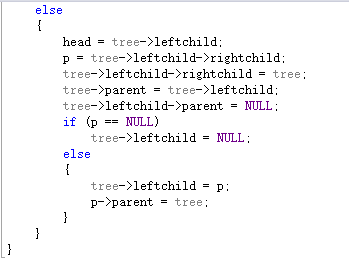 else
{
head = tree->leftchild;
p = tree->leftchild->rightchild;
tree->leftchild->rightchild = tree;
tree->parent = tree->leftchild;
tree->leftchild->parent = NULL;
if (p == NULL)
tree->leftchild = NULL;
else
{
tree->leftchild = p;
p->parent = tree;
}
}
}